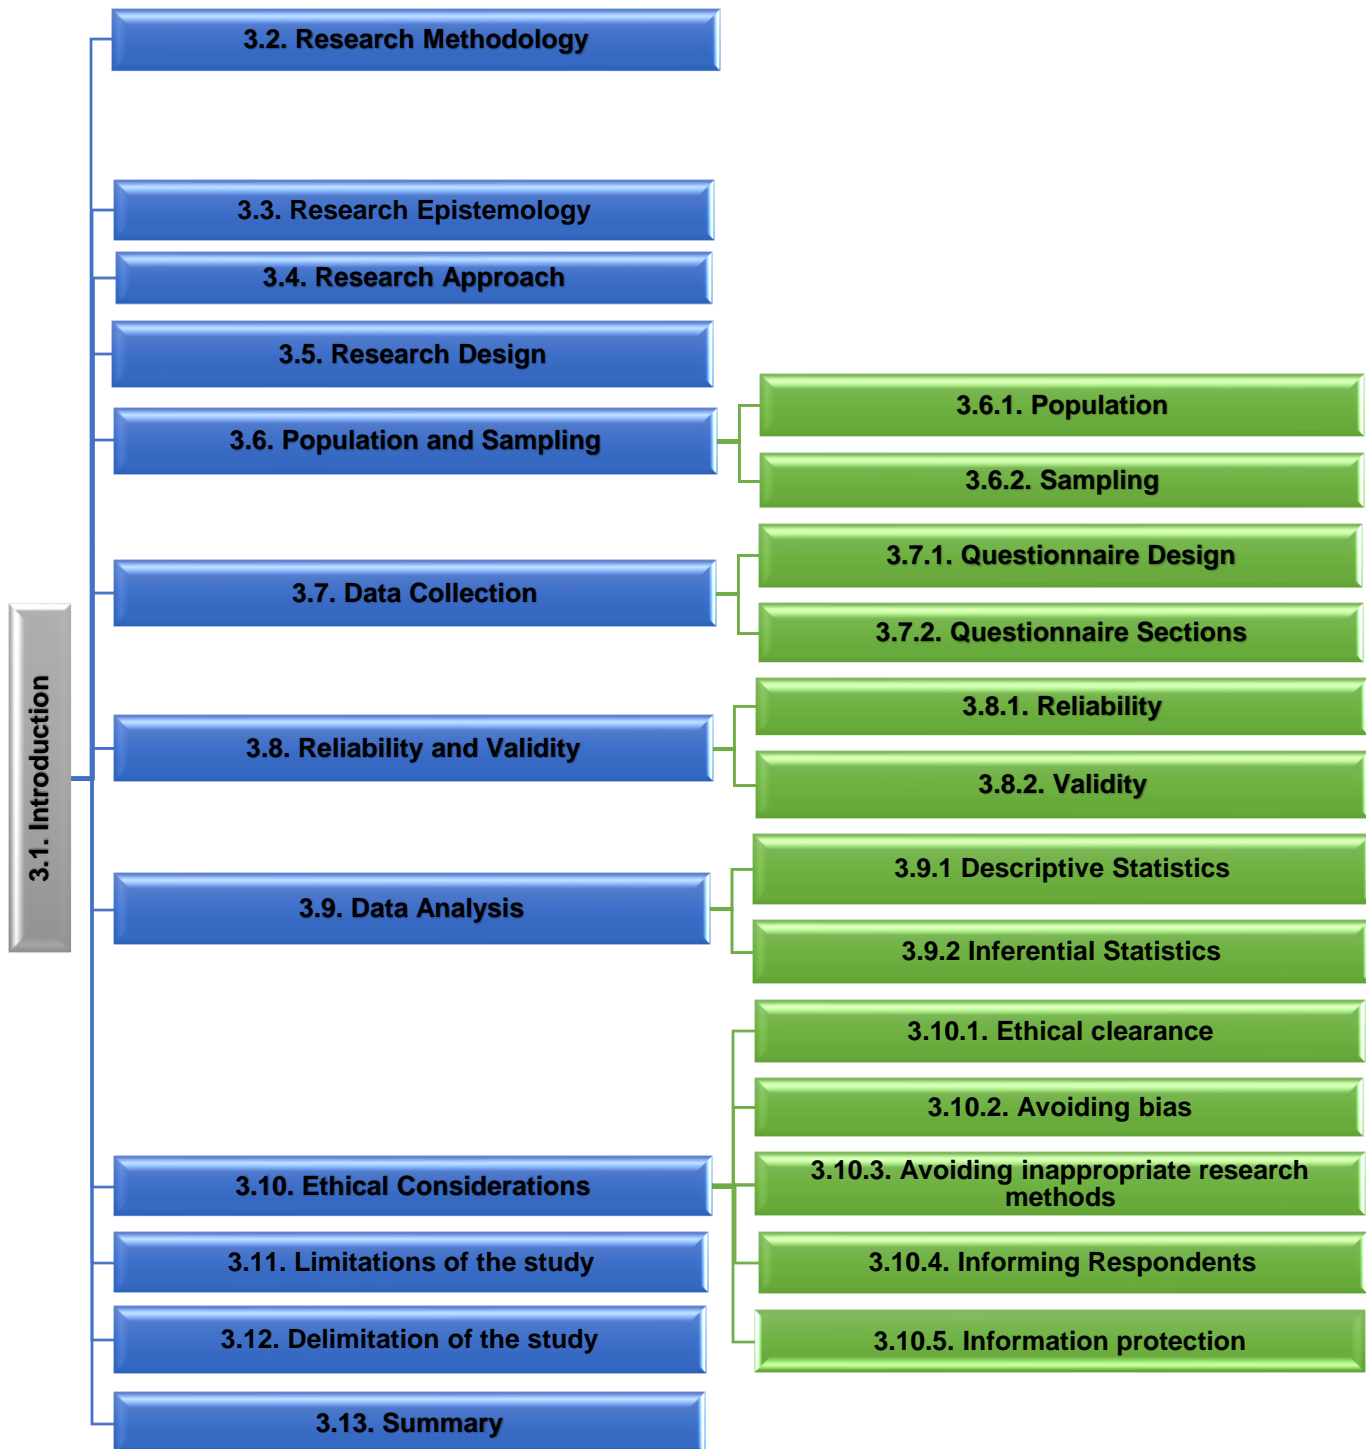 3.1. Introduction
3.2. Research Methodology
3.3. Research Epistemology
3.4. Research Approach
3.5. Research Design
3.6. Population and Sampling
3.6.1. Population
3.6.2. Sampling
3.7. Data Collection
3.7.1. Questionnaire Design
3.7.2. Questionnaire Sections
3.8. Reliability and Validity
3.8.1. Reliability
3.8.2. Validity
3.9. Data Analysis
3.9.1 Descriptive Statistics
3.9.2 Inferential Statistics
3.10. Ethical Considerations
3.10.1. Ethical clearance
3.10.2. Avoiding bias
3.10.3. Avoiding inappropriate research
methods
3.10.4. Informing Respondents
3.10.5. Information protection
3.11. Limitations of the study
3.12. Delimitation of the study
3.13. Summary